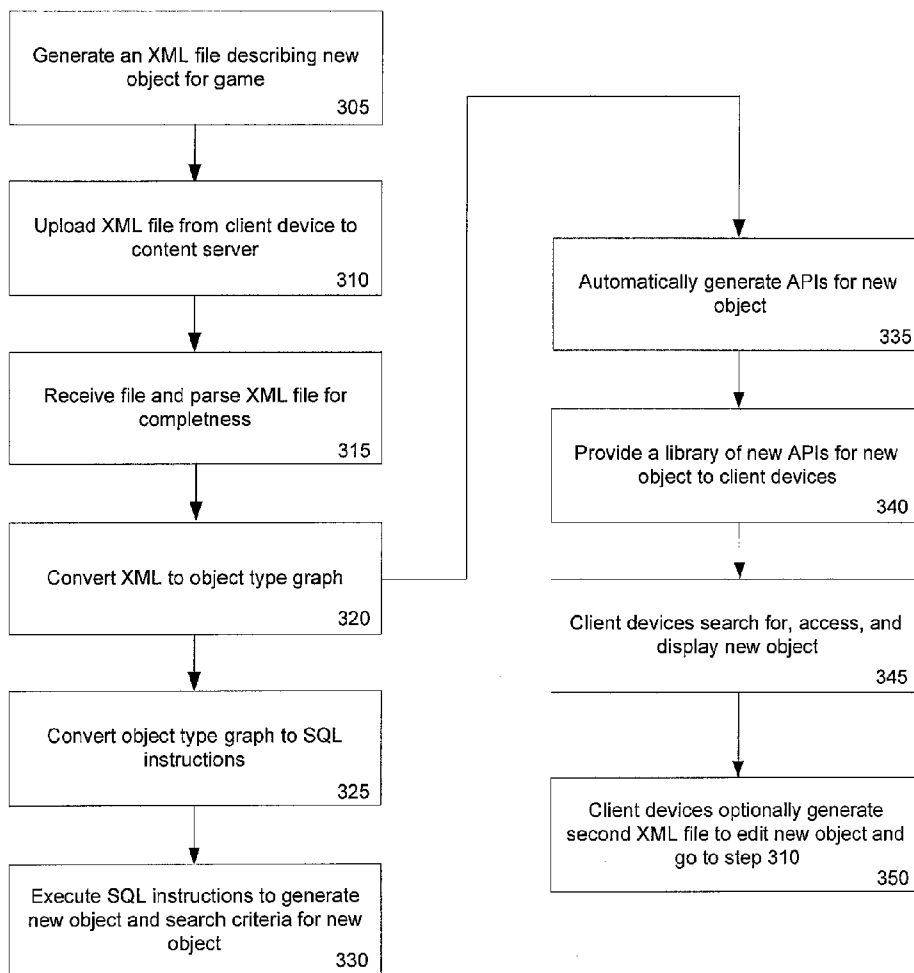 Generate an XML file describing new
object for game
305
Upload XML file from client device to
content server
310
Receive file and parse XML file for
completness
315
Convert XML to object type graph
320
Convert object type graph to SQL
instructions
325
Execute SQL instructions to generate
new object and search criteria for new
object
330
Automatically generate APIs for new
object
335
Provide a library of new APIs for new
object to client devices
340
Client devices search for, access, and
display new object
345
Client devices optionally generate
second XML file to edit new object and
go to step 310
350